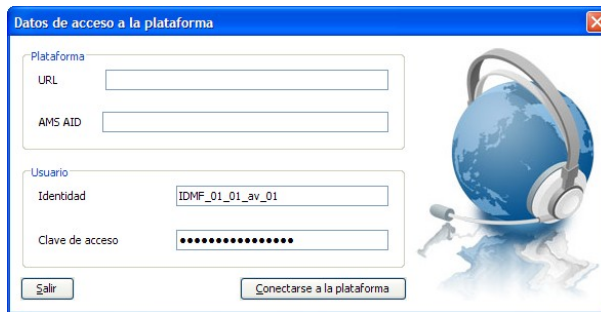 Datos de acceso a la plataforma
Plataforma
URL
AMS AID
Usuario
Identidad IDMF_01_01_av_01
Clave de acceso ●●●●●●●●●●●●●●●●
Salir Conectarse a la plataforma